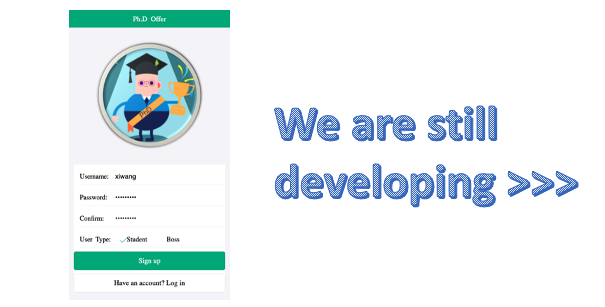 Ph.D Offer
PHD
Username: xiwang
Password: •••••••••
Confirm: •••••••••
User Type: Student Boss
Sign up
Have an account? Log in
We are still
developing >>>